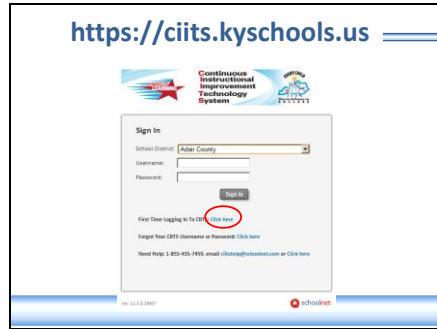 https://ciits.kyschools.us
LEARNING
Continuous
Instructional
Improvement
Technology
System
SUCCESS
Sign In
School District: Adair County
Username:
Password:
Sign In
First Time Logging In To CIITS: Click here
Forgot Your CIITS Username or Password: Click here
Need Help: 1-855-435-7459, email ciitshelp@schoolnet.com or Click here
schoolnet